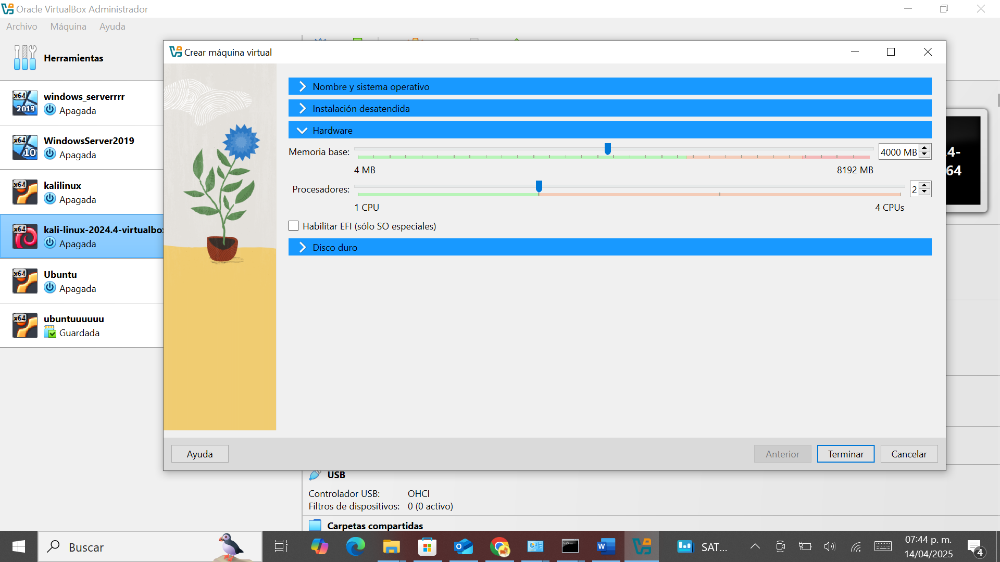 Oracle VirtualBox Administrador
Archivo Máquina Ayuda
Herramientas
x64 2019 windows_serverrrr
Apagada
x64 10 WindowsServer2019
Apagada
x64 kalilinux
Apagada
x64 kali-linux-2024.4-virtualbox
Apagada
x64 Ubuntu
Apagada
x64 ubuntuuuuuu
Guardada
Crear máquina virtual
Nombre y sistema operativo
Instalación desatendida
Hardware
Memoria base: 4000 MB
4 MB 8192 MB
Procesadores: 2
1 CPU 4 CPUs
Habilitar EFI (sólo SO especiales)
Disco duro
Ayuda Anterior Terminar Cancelar
.4-
64
USB
Controlador USB: OHCI
Filtros de dispositivos: 0 (0 activo)
Carpetas compartidas
Buscar
SAT...
07:44 p. m.
14/04/2025
4